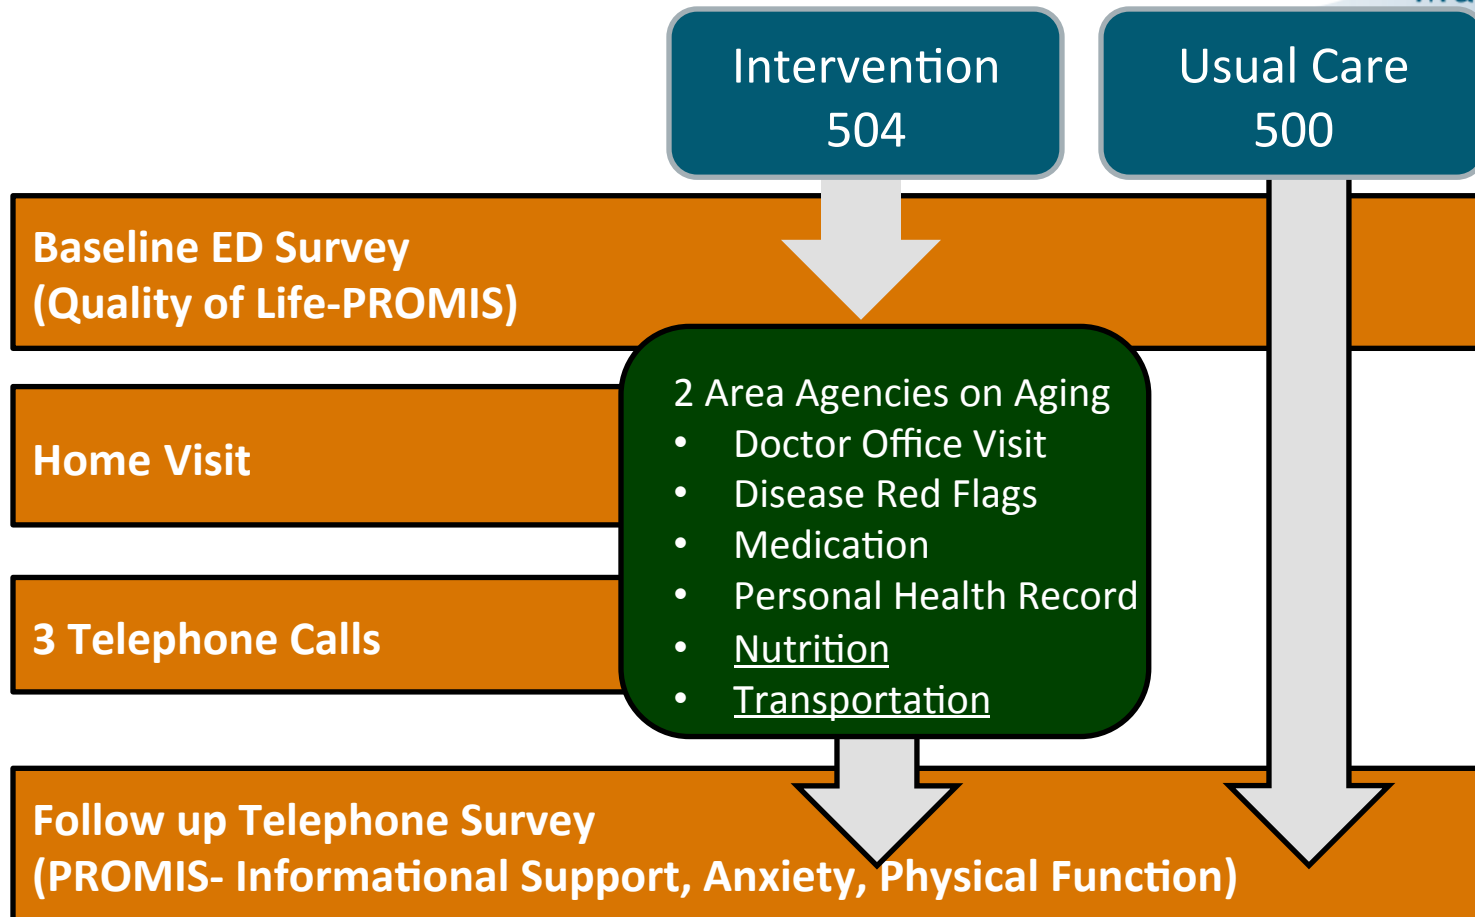 Intervention
504
Usual Care
500
Baseline ED Survey
(Quality of Life-PROMIS)
Home Visit
3 Telephone Calls
2 Area Agencies on Aging
• Doctor Office Visit
• Disease Red Flags
• Medication
• Personal Health Record
• Nutrition
• Transportation
Follow up Telephone Survey
(PROMIS- Informational Support, Anxiety, Physical Function)